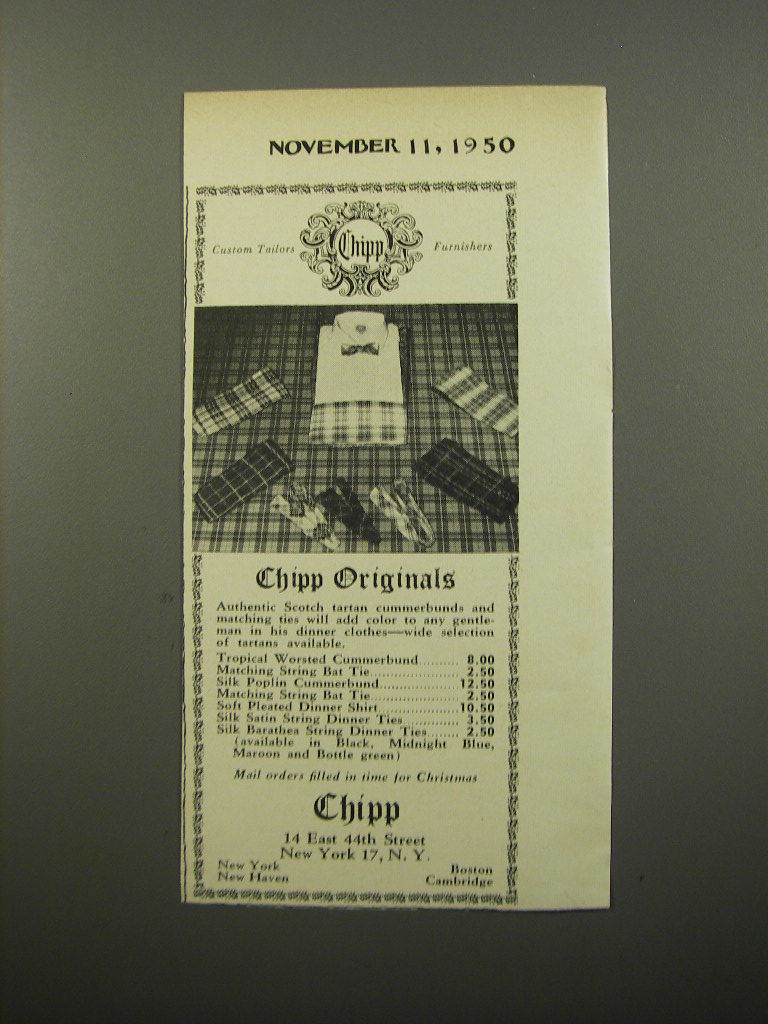 NOVEMBER 11, 1950
Custom Tailors Chipp Furnishers
Chipp Originals
Authentic Scotch tartan cummerbunds and
matching ties will add color to any gentle-
man in his dinner clothes—wide selection
of tartans available.
Tropical Worsted Cummerbund......... 8.00
Matching String Bat Tie..................... 2.50
Silk Poplin Cummerbund.................. 12.50
Matching String Bat Tie..................... 2.50
Soft Pleated Dinner Shirt.................. 10.50
Silk Satin String Dinner Ties............. 3.50
Silk Barathea String Dinner Ties....... 2.50
(available in Black, Midnight Blue,
Maroon and Bottle green)
Mail orders filled in time for Christmas
Chipp
14 East 44th Street
New York 17, N. Y.
New York Boston
New Haven Cambridge